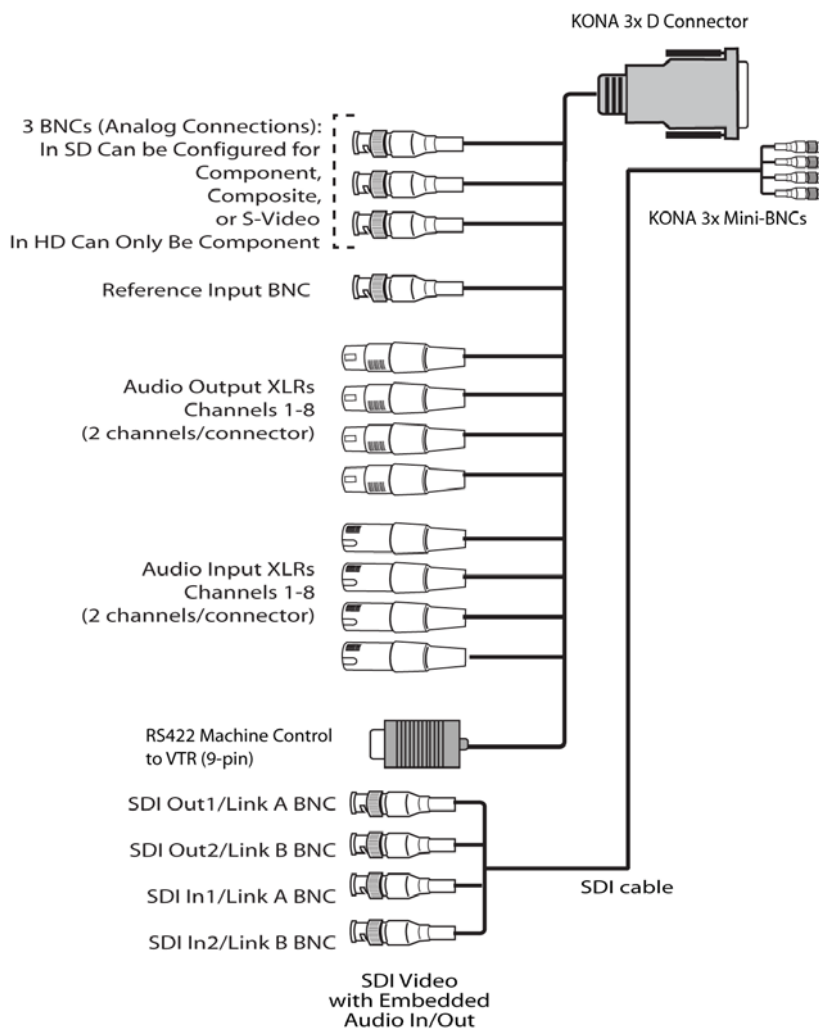 KONA 3x D Connector
3 BNCs (Analog Connections):
In SD Can be Configured for
Component,
Composite,
or S-Video
In HD Can Only Be Component
KONA 3x Mini-BNCs
Reference Input BNC
Audio Output XLRs
Channels 1-8
(2 channels/connector)
Audio Input XLRs
Channels 1-8
(2 channels/connector)
RS422 Machine Control
to VTR (9-pin)
SDI Out1/Link A BNC
SDI Out2/Link B BNC
SDI In1/Link A BNC
SDI cable
SDI In2/Link B BNC
SDI Video
with Embedded
Audio In/Out